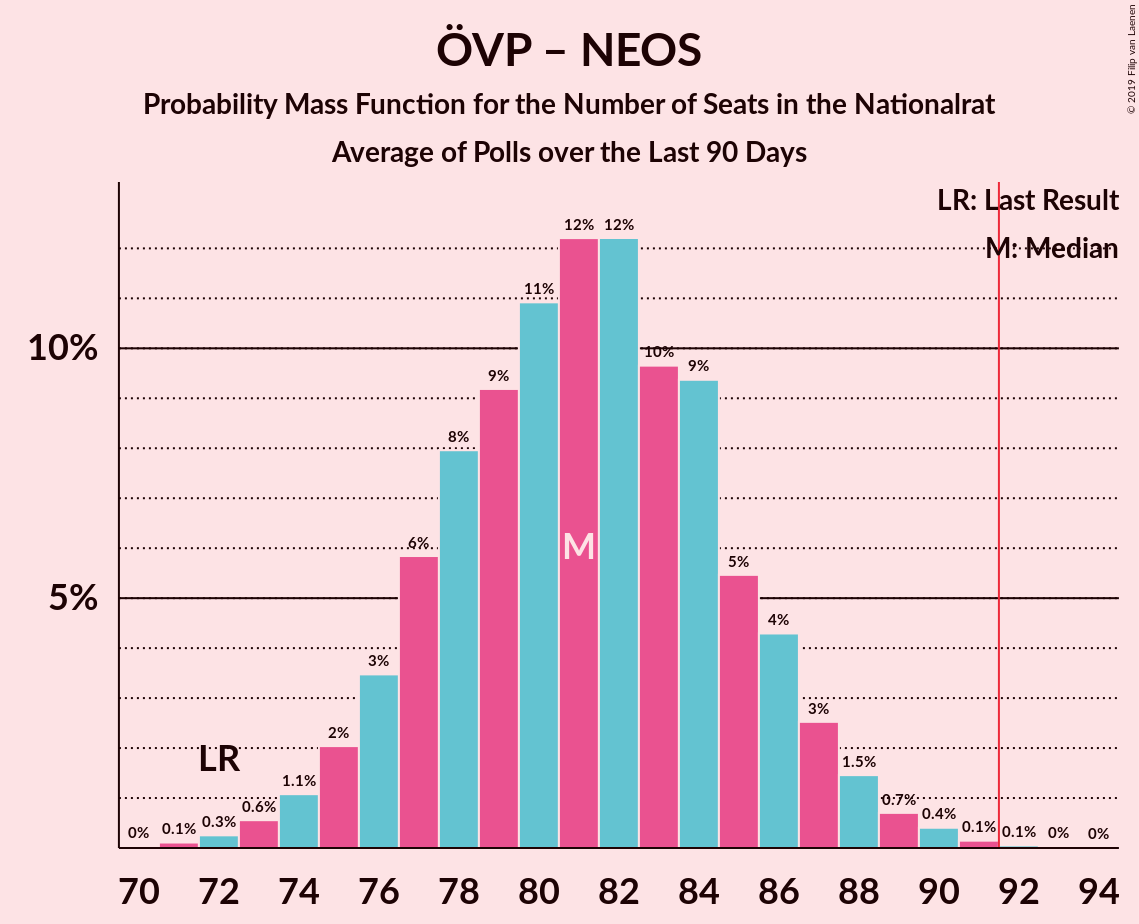 ÖVP – NEOS
Probability Mass Function for the Number of Seats in the Nationalrat
Average of Polls over the Last 90 Days
© 2019 Filip van Laenen
LR: Last Result
M: Median
12% 12%
11%
10%
10%
9%
9%
8%
6%
M
5%
5%
4%
3%
3%
2%
LR
1.1%
1.5%
0% 0.1% 0.3% 0.6%
0.7% 0.4% 0.1% 0.1% 0% 0%
70 72 74 76 78 80 82 84 86 88 90 92 94